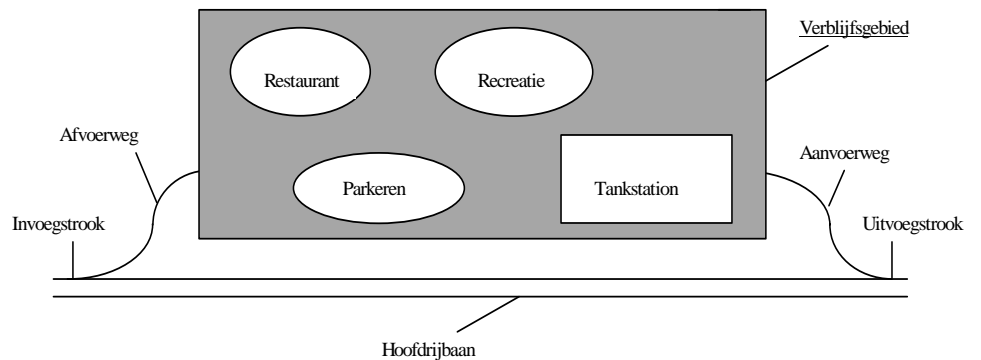 Verblijfsgebied
Restaurant
Recreatie
Afvoerweg
Aanvoerweg
Parkeren
Tankstation
Invoegstrook
Uitvoegstrook
Hoofdrijbaan